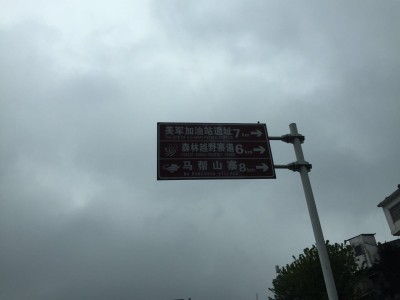 美军加油站遗址 7km
森林越野赛道 6km
马帮山寨 8km